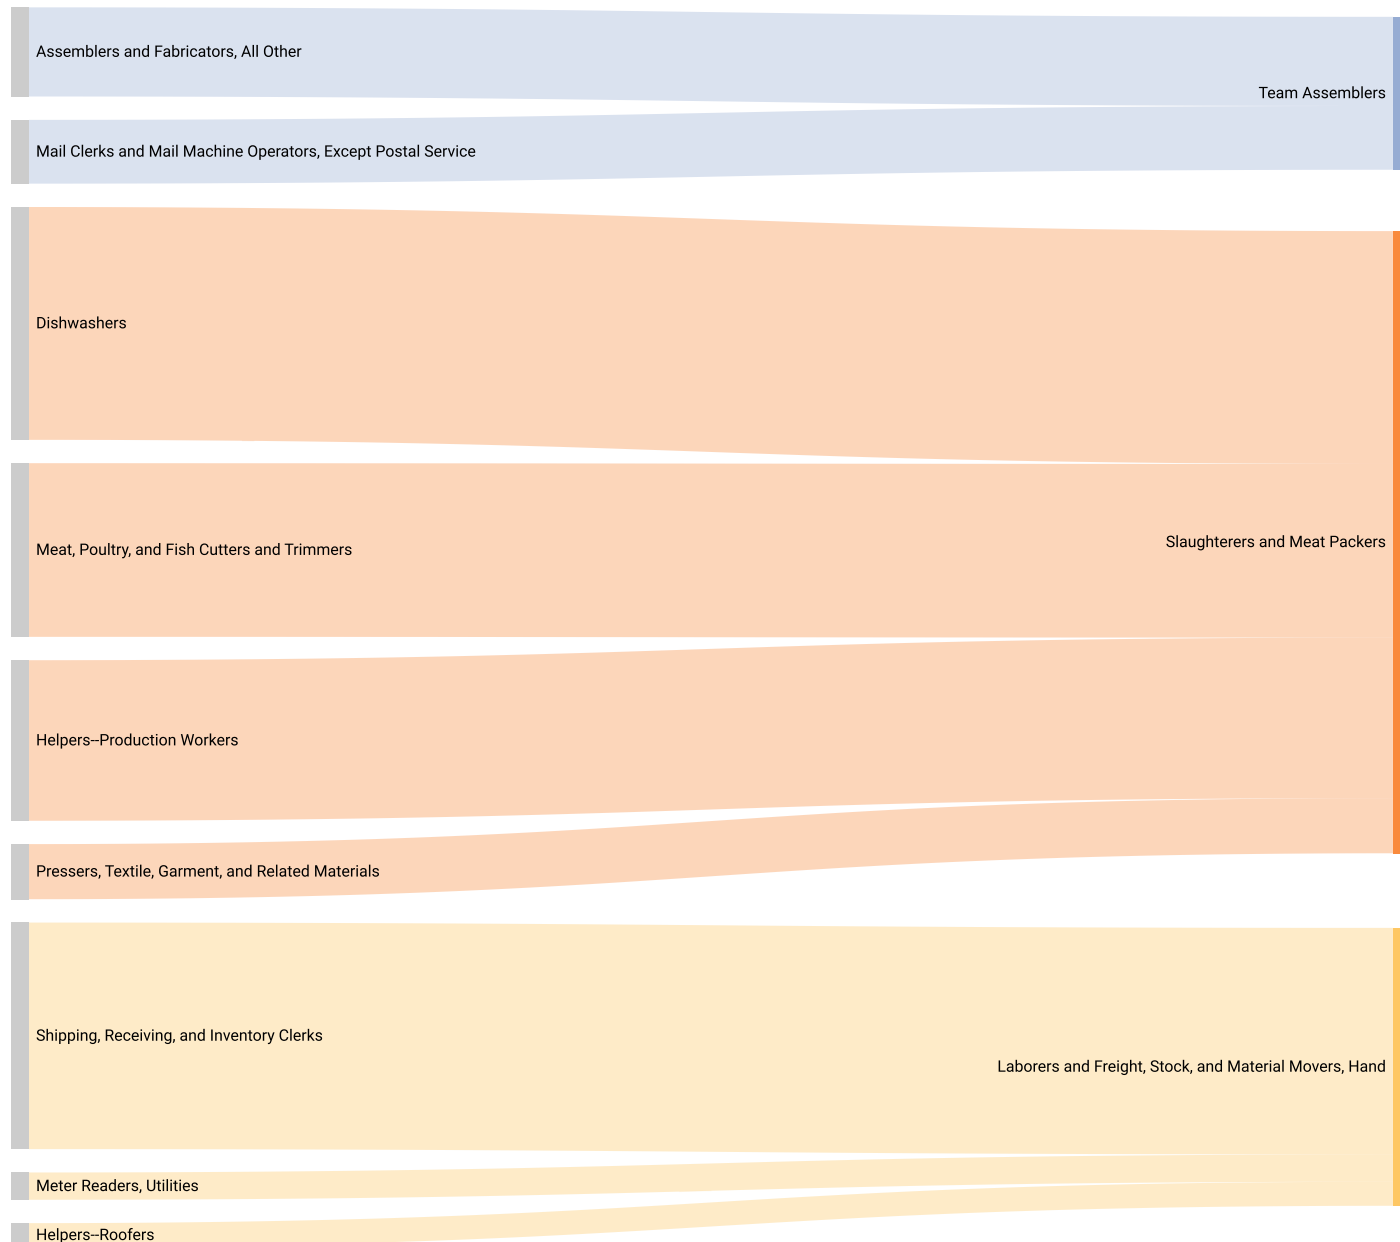 Assemblers and Fabricators, All Other
Team Assemblers
Mail Clerks and Mail Machine Operators, Except Postal Service
Dishwashers
Slaughterers and Meat Packers
Meat, Poultry, and Fish Cutters and Trimmers
Helpers--Production Workers
Pressers, Textile, Garment, and Related Materials
Shipping, Receiving, and Inventory Clerks
Laborers and Freight, Stock, and Material Movers, Hand
Meter Readers, Utilities
Helpers--Roofers